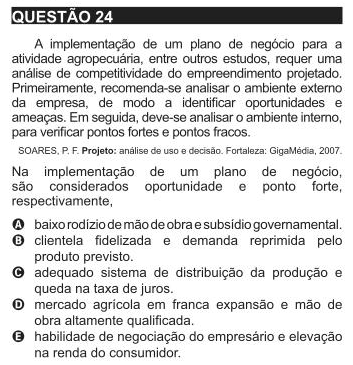 QUESTÃO 24
A implementação de um plano de negócio para a
atividade agropecuária, entre outros estudos, requer uma
análise de competitividade do empreendimento projetado.
Primeiramente, recomenda-se analisar o ambiente externo
da empresa, de modo a identificar oportunidades e
ameaças. Em seguida, deve-se analisar o ambiente interno,
para verificar pontos fortes e pontos fracos.
SOARES, P. F. Projeto: análise de uso e decisão. Fortaleza: GigaMédia, 2007.
Na implementação de um plano de negócio,
são considerados oportunidade e ponto forte,
respectivamente,
A baixo rodízio de mão de obra e subsídio governamental.
B clientela fidelizada e demanda reprimida pelo
produto previsto.
C adequado sistema de distribuição da produção e
queda na taxa de juros.
D mercado agrícola em franca expansão e mão de
obra altamente qualificada.
E habilidade de negociação do empresário e elevação
na renda do consumidor.